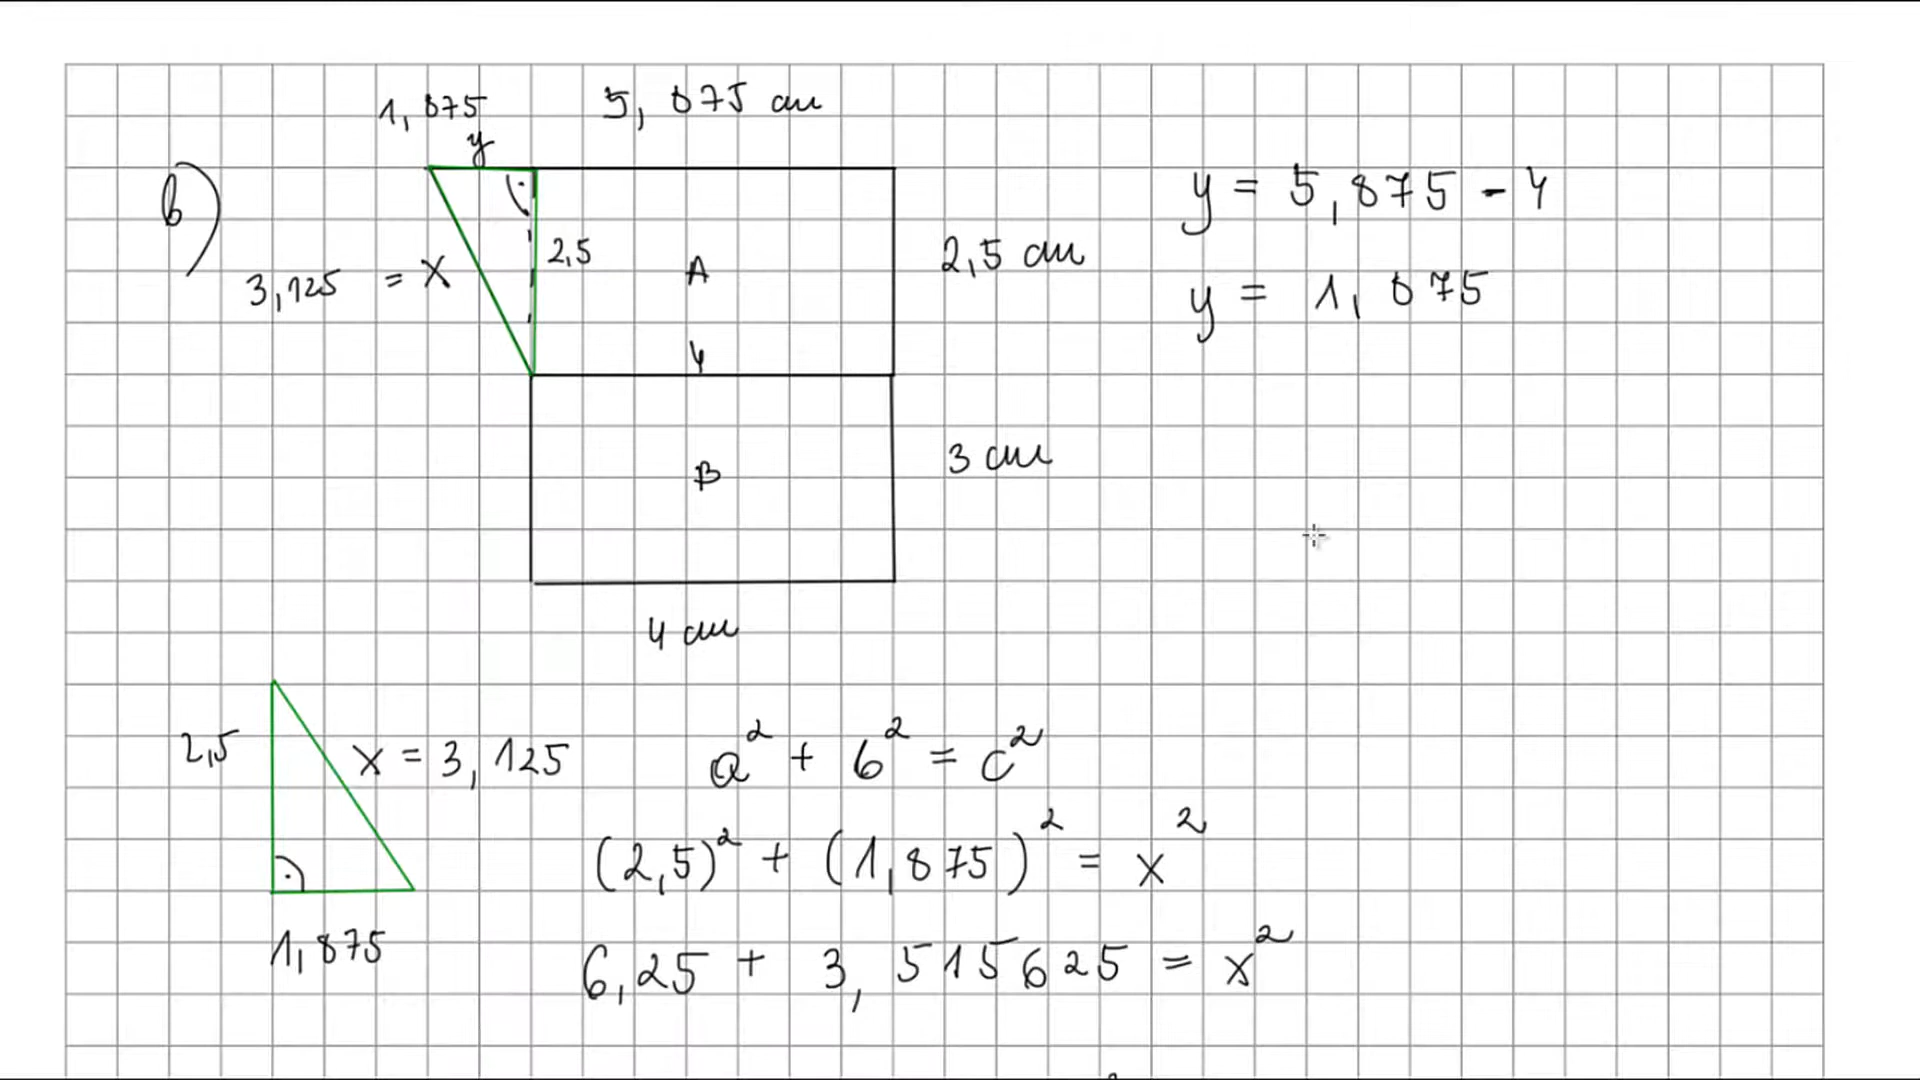 1,875 5,875 cm
y
b)
3,125 = x
2,5
A
4
2,5 cm
B
3 cm
4 cm
y = 5,875 - 4
y = 1,875
2,5
x = 3,125
1,875
a² + b² = c²
(2,5)² + (1,875)² = x²
6,25 + 3,515625 = x²